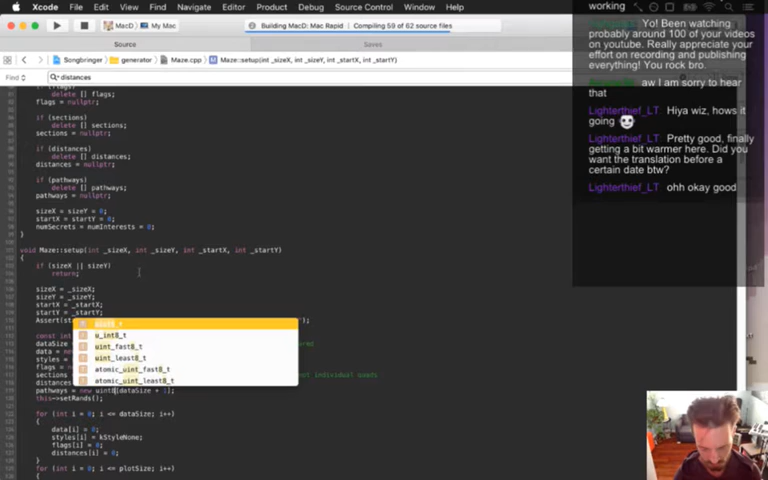 Xcode File Edit View Find Navigate Editor Product Debug Source Control Window Help
working
MacD My Mac
Building MacD: Mac Rapid | Compiling 59 of 62 source files
Yo! Been watching
probably around 100 of your videos
on youtube. Really appreciate your
effort on recording and publishing
everything! You rock bro.
aw I am sorry to hear
that
Lighterthief_LT Hiya wiz, hows it
going
Lighterthief_LT Pretty good, finally
getting a bit warmer here. Did you
want the translation before a
certain date btw?
Lighterthief_LT ohh okay good
Source
Saves
Songbringer generator Maze.cpp Maze::setup(int _sizeX, int _sizeY, int _startX, int _startY)
Find distances
if (flags)
delete [] flags;
flags = nullptr;
if (sections)
delete [] sections;
sections = nullptr;
if (distances)
delete [] distances;
distances = nullptr;
if (pathways)
delete [] pathways;
pathways = nullptr;
sizeX = sizeY = 0;
startX = startY = 0;
numSecrets = numInterests = 0;
}
void Maze::setup(int _sizeX, int _sizeY, int _startX, int _startY)
{
if (sizeX || sizeY)
return;
sizeX = _sizeX;
sizeY = _sizeY;
startX = _startX;
startY = _startY;
u_int8_t
uint_fast8_t
uint_least8_t
atomic_uint_fast8_t
atomic_uint_least8_t
not individual quads
pathways = new uint8(dataSize + 1);
this->setRands();
for (int i = 0; i <= dataSize; i++)
{
data[i] = 0;
styles[i] = kStyleNone;
flags[i] = 0;
distances[i] = 0;
}
for (int i = 0; i <= plotSize; i++)
{